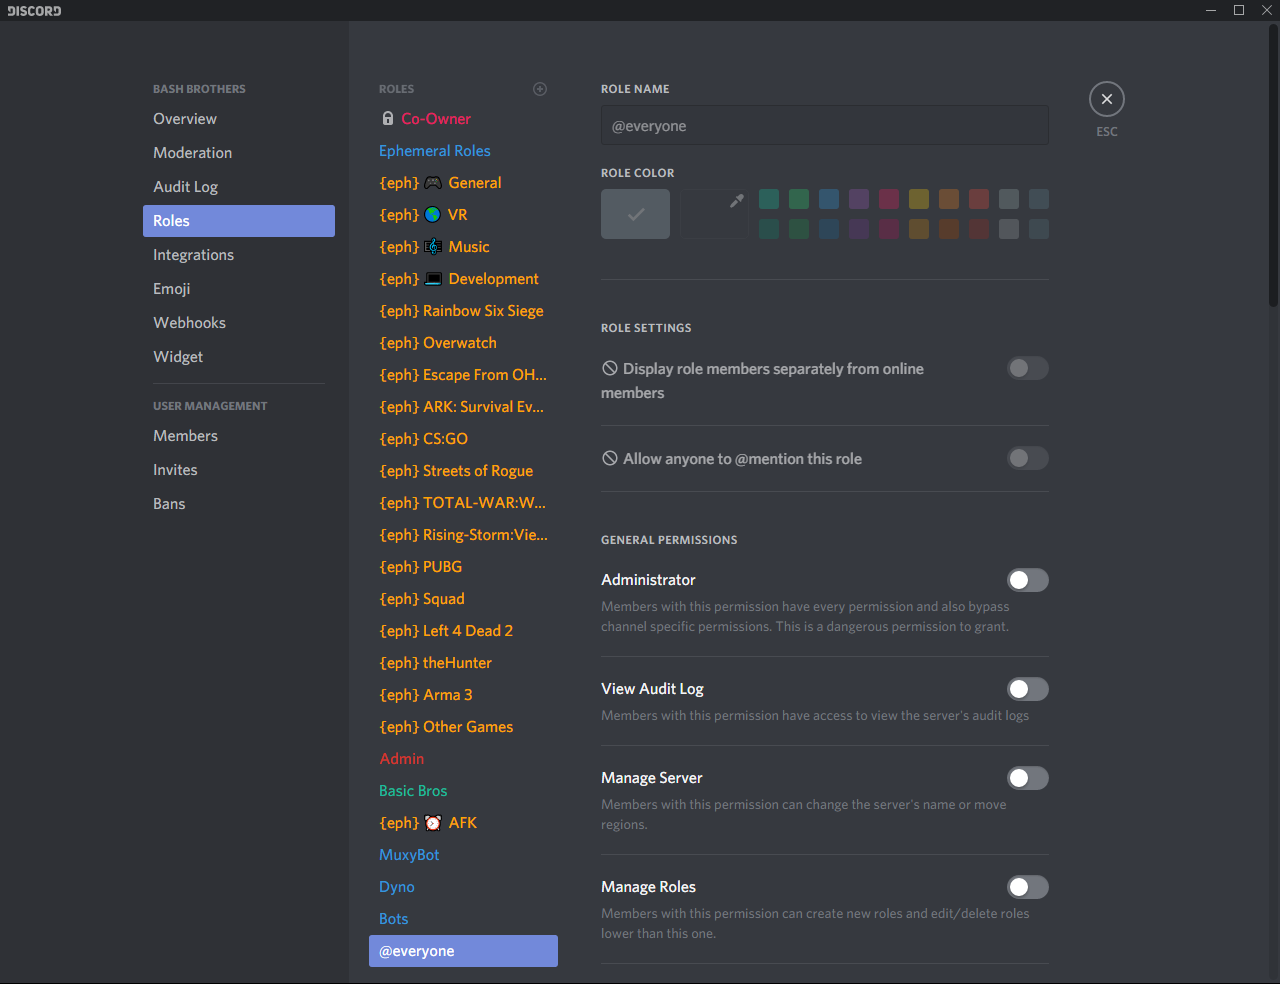 DISCORD
BASH BROTHERS
Overview
Moderation
Audit Log
Roles
Integrations
Emoji
Webhooks
Widget
USER MANAGEMENT
Members
Invites
Bans
ROLES
Co-Owner
Ephemeral Roles
{eph} 🎮 General
{eph} 🌎 VR
{eph} 🎼 Music
{eph} 💻 Development
{eph} Rainbow Six Siege
{eph} Overwatch
{eph} Escape From OH...
{eph} ARK: Survival Ev...
{eph} CS:GO
{eph} Streets of Rogue
{eph} TOTAL-WAR:W...
{eph} Rising-Storm:Vie...
{eph} PUBG
{eph} Squad
{eph} Left 4 Dead 2
{eph} theHunter
{eph} Arma 3
{eph} Other Games
Admin
Basic Bros
{eph} ⏰ AFK
MuxyBot
Dyno
Bots
@everyone
ROLE NAME
@everyone
ROLE COLOR
ROLE SETTINGS
Display role members separately from online
members
Allow anyone to @mention this role
GENERAL PERMISSIONS
Administrator
Members with this permission have every permission and also bypass
channel specific permissions. This is a dangerous permission to grant.
View Audit Log
Members with this permission have access to view the server's audit logs
Manage Server
Members with this permission can change the server's name or move
regions.
Manage Roles
Members with this permission can create new roles and edit/delete roles
lower than this one.
ESC